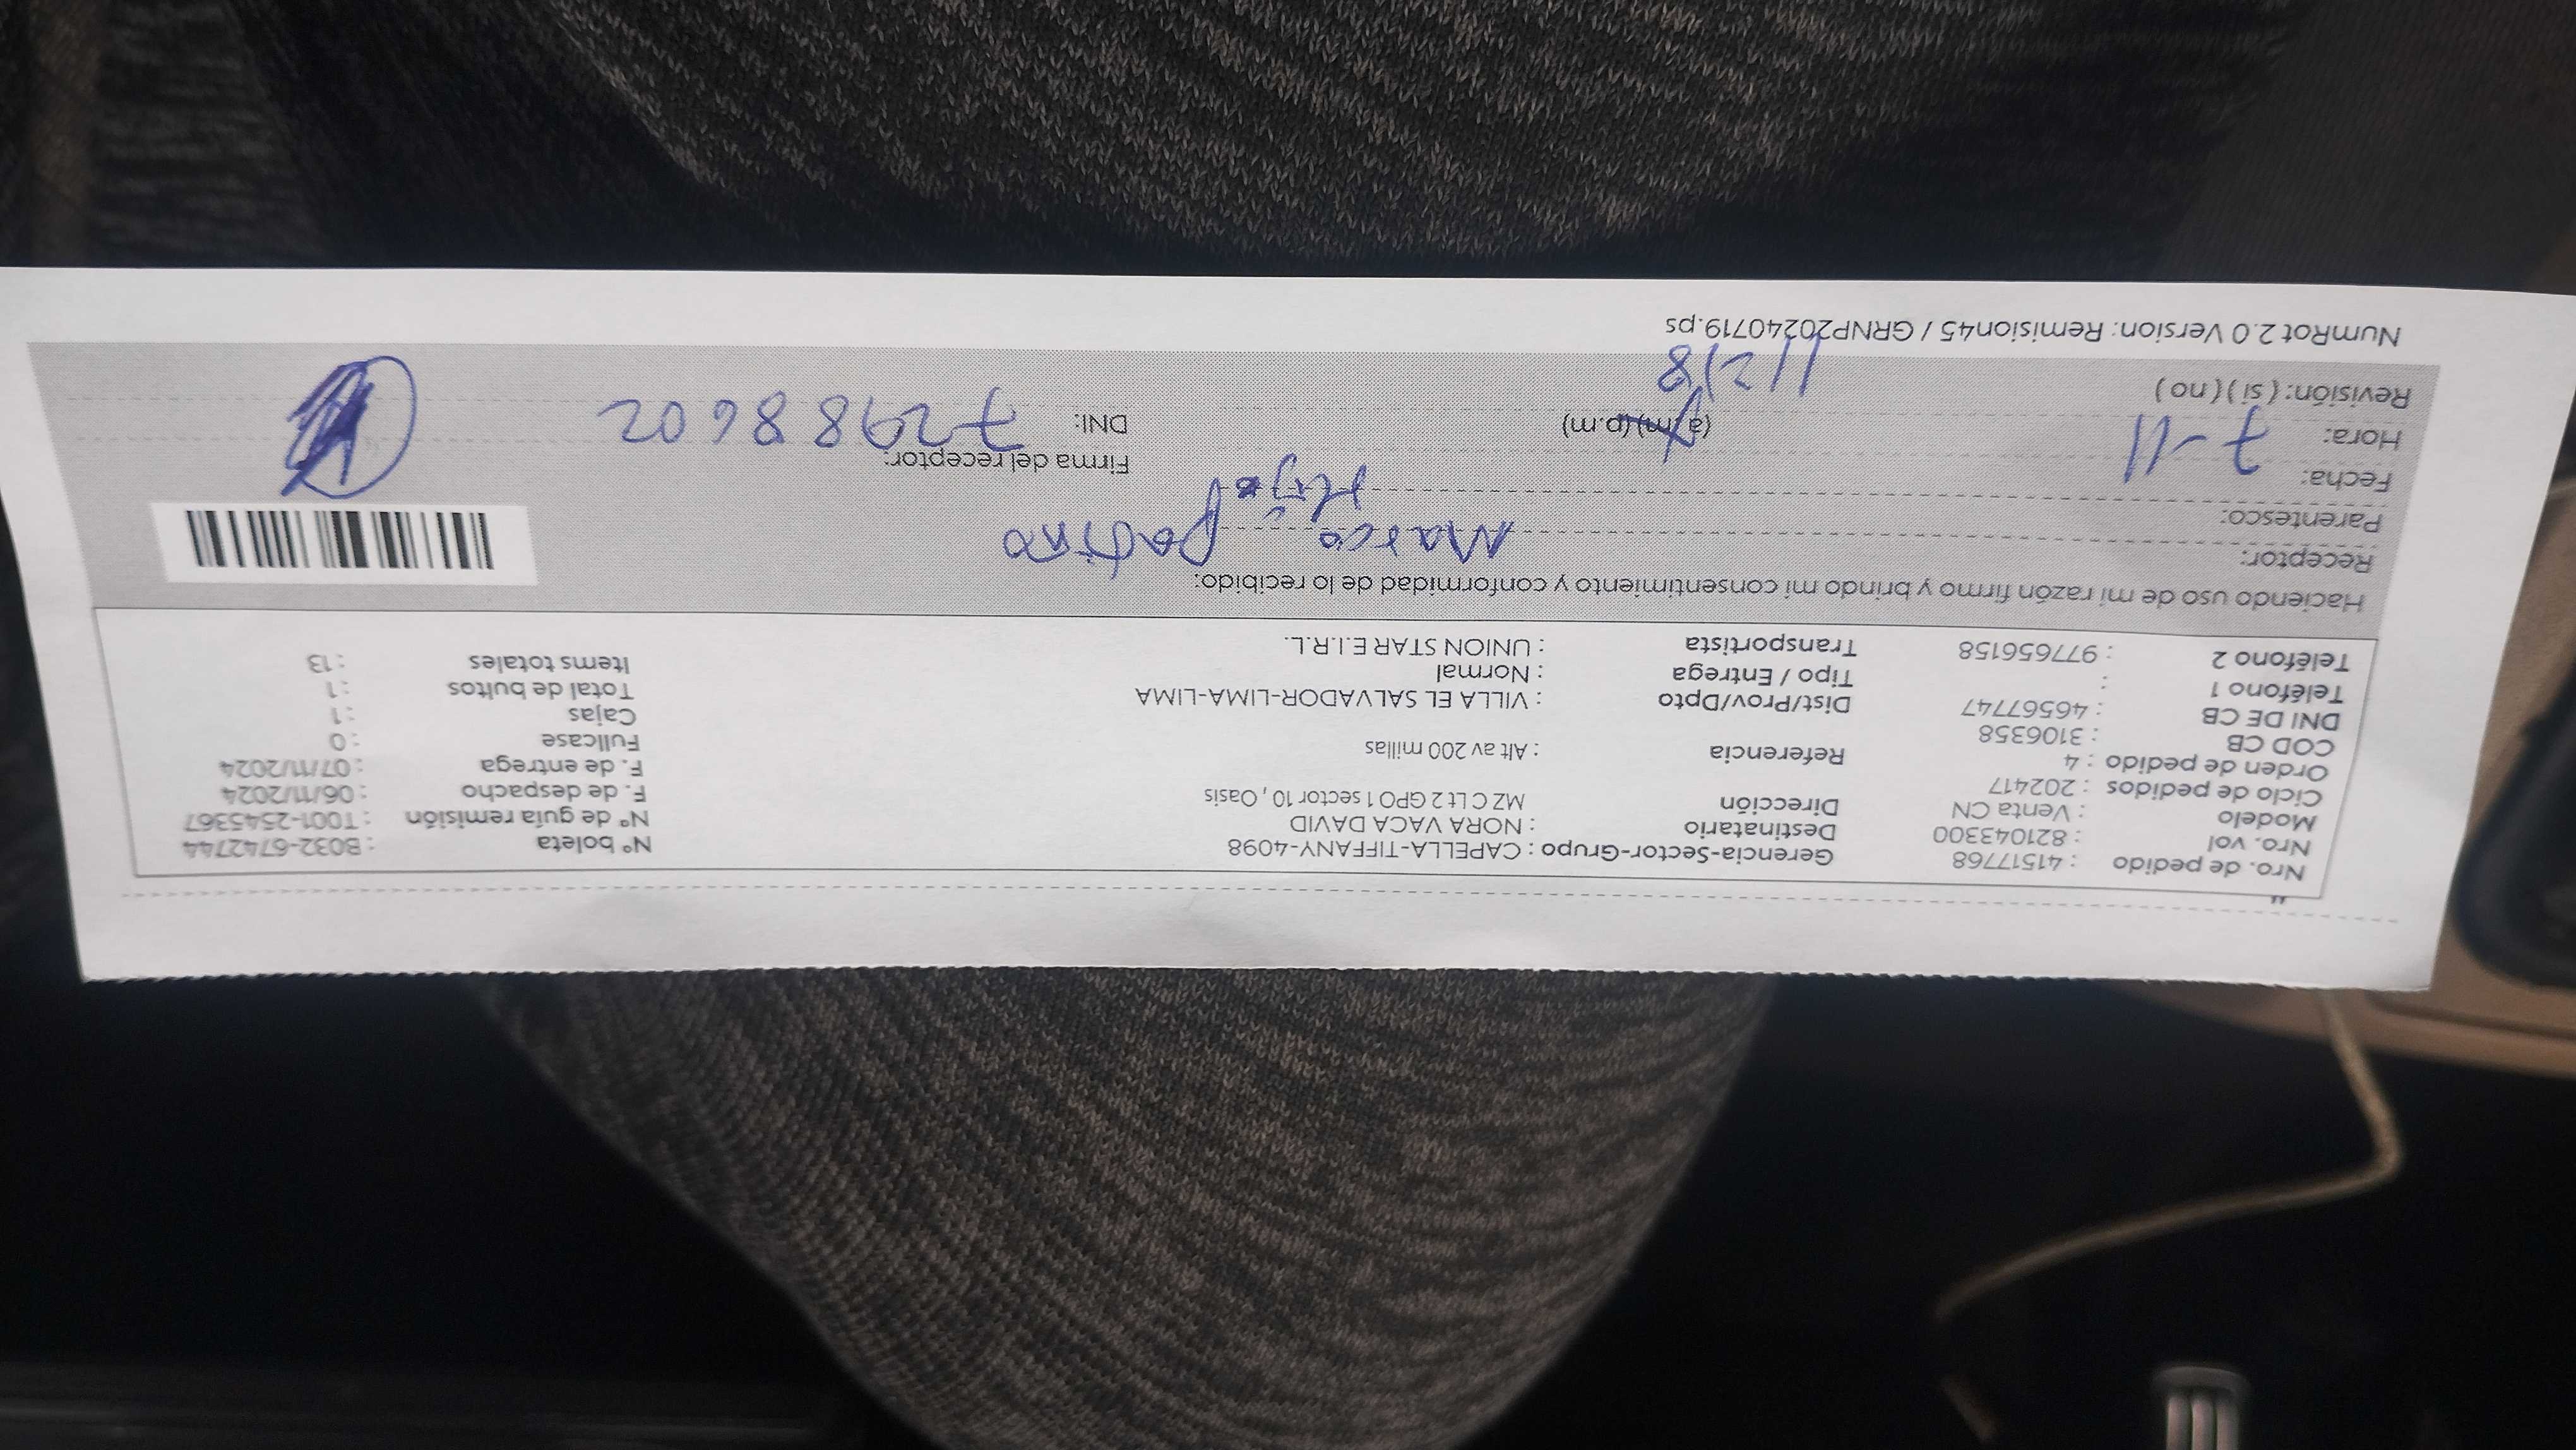 Nro. de pedido : 41517768 Gerencia-Sector-Grupo : CAPELLA-TIFFANY-4098 Nº boleta : B032-6742744
Nro. vol : 821043300 Destinatario : NORA VACA DAVID Nº de guía remisión : T001-2545367
Modelo : Venta CN Dirección MZ C Lt 2 GPO 1 sector 10 , Oasis F. de despacho : 06/11/2024
Ciclo de pedidos : 202417 F. de entrega : 07/11/2024
Orden de pedido : 4 Referencia : Alt av 200 millas Fullcase : 0
COD CB : 3106358 Cajas : 1
DNI DE CB : 46567747 Dist/Prov/Dpto : VILLA EL SALVADOR-LIMA-LIMA Total de bultos : 1
Teléfono 1 : Tipo / Entrega : Normal Items totales : 13
Teléfono 2 : 977656158 Transportista : UNION STAR E.I.R.L.
Haciendo uso de mi razón firmo y brindo mi consentimiento y conformidad de lo recibido:
Receptor: Marco Patiño
Parentesco: Hijo
Fecha: 7-11 Firma del receptor:
Hora: (a.m) (p.m) DNI: 72988602
Revisión: ( si ) ( no )
NumRot 2.0 Version: Remision45 / GRNP20240719.ps